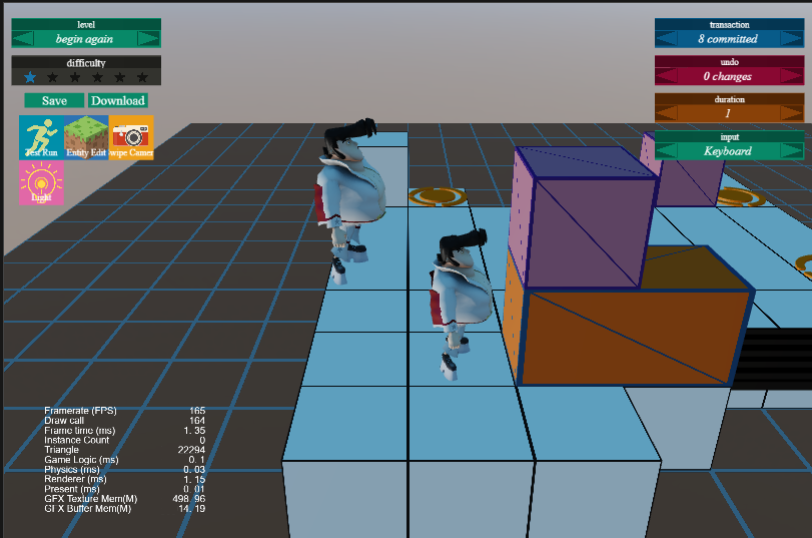 level
begin again
difficulty
Save
Download
Test Run
Entity Edit
wipe Camer
transaction
8 committed
undo
0 changes
duration
1
input
Keyboard
Framerate (FPS) 165
Draw call 164
Frame time (ms) 1.35
Instance Count 0
Triangle 22294
Game Logic (ms) 0.1
Physics (ms) 0.03
Renderer (ms) 1.15
Present (ms) 0.01
GFX Texture Mem(M) 498.96
GFX Buffer Mem(M) 14.19